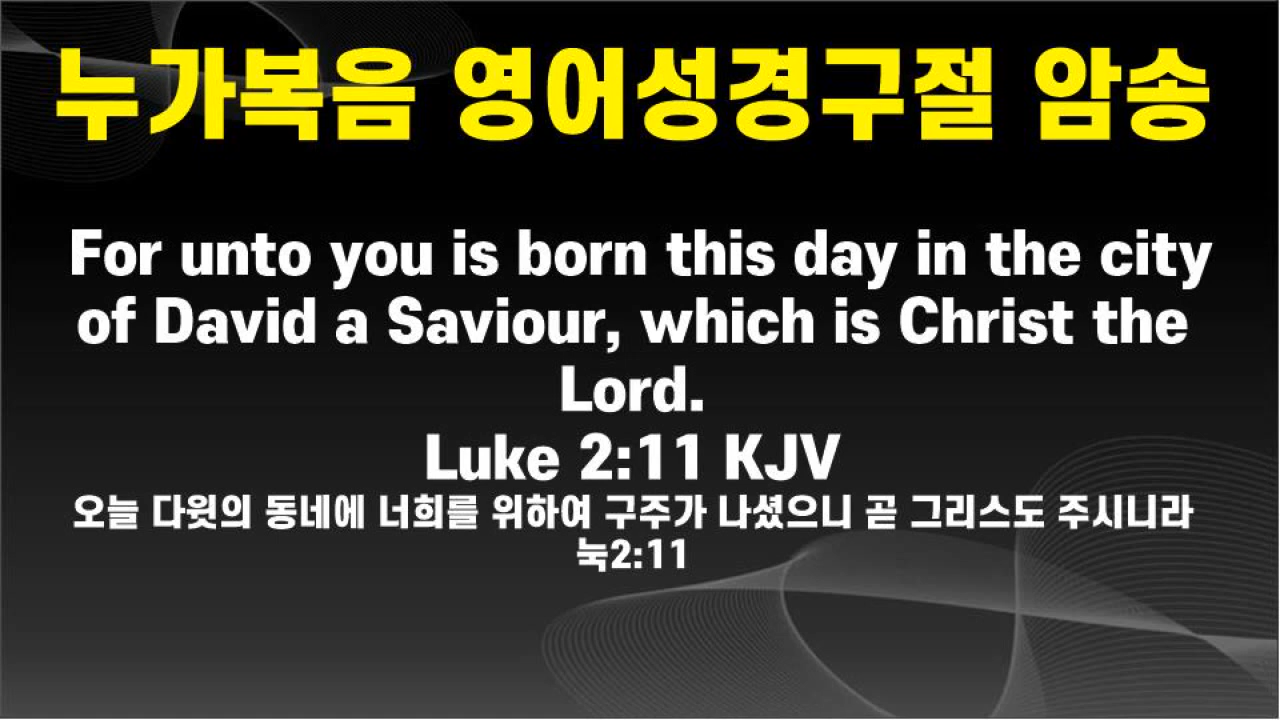 누가복음 영어성경구절 암송
For unto you is born this day in the city
of David a Saviour, which is Christ the
Lord.
Luke 2:11 KJV
오늘 다윗의 동네에 너희를 위하여 구주가 나셨으니 곧 그리스도 주시니라
눅2:11